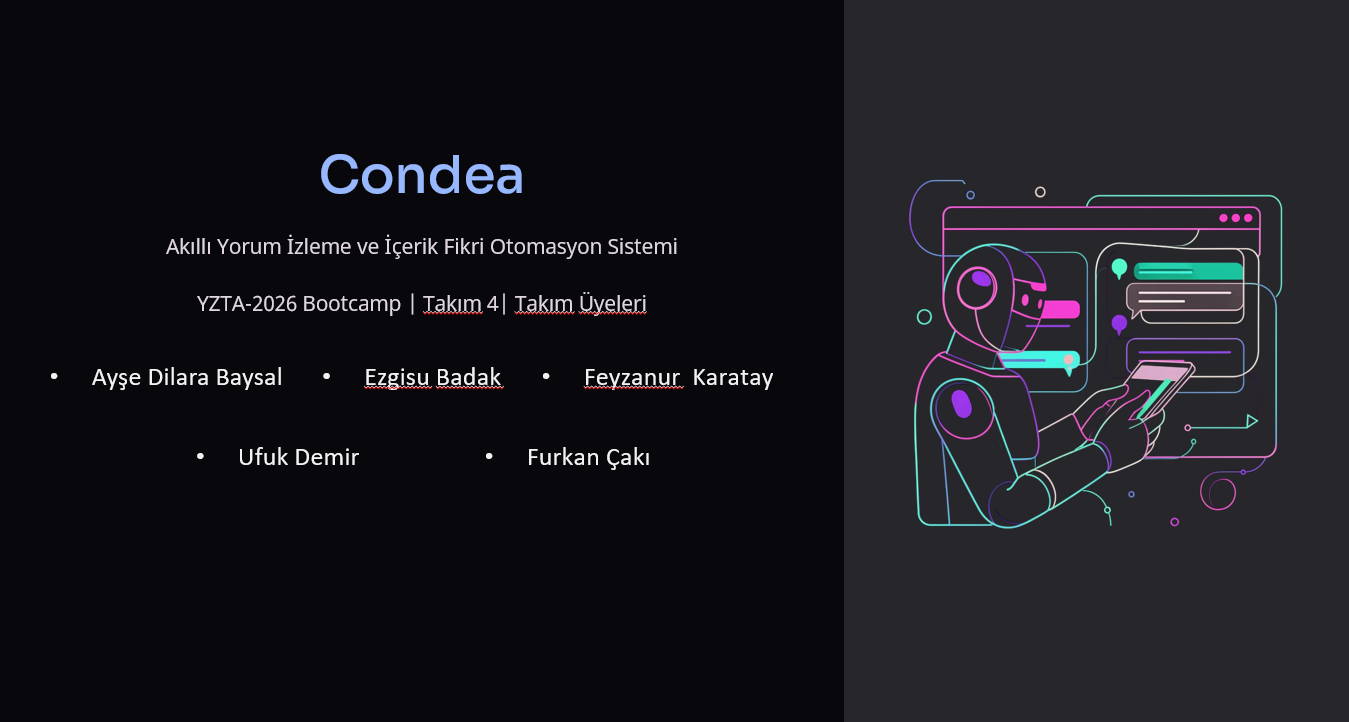 Condea
Akıllı Yorum İzleme ve İçerik Fikri Otomasyon Sistemi
YZTA-2026 Bootcamp | Takım 4| Takım Üyeleri
• Ayşe Dilara Baysal • Ezgisu Badak • Feyzanur Karatay
• Ufuk Demir • Furkan Çakı